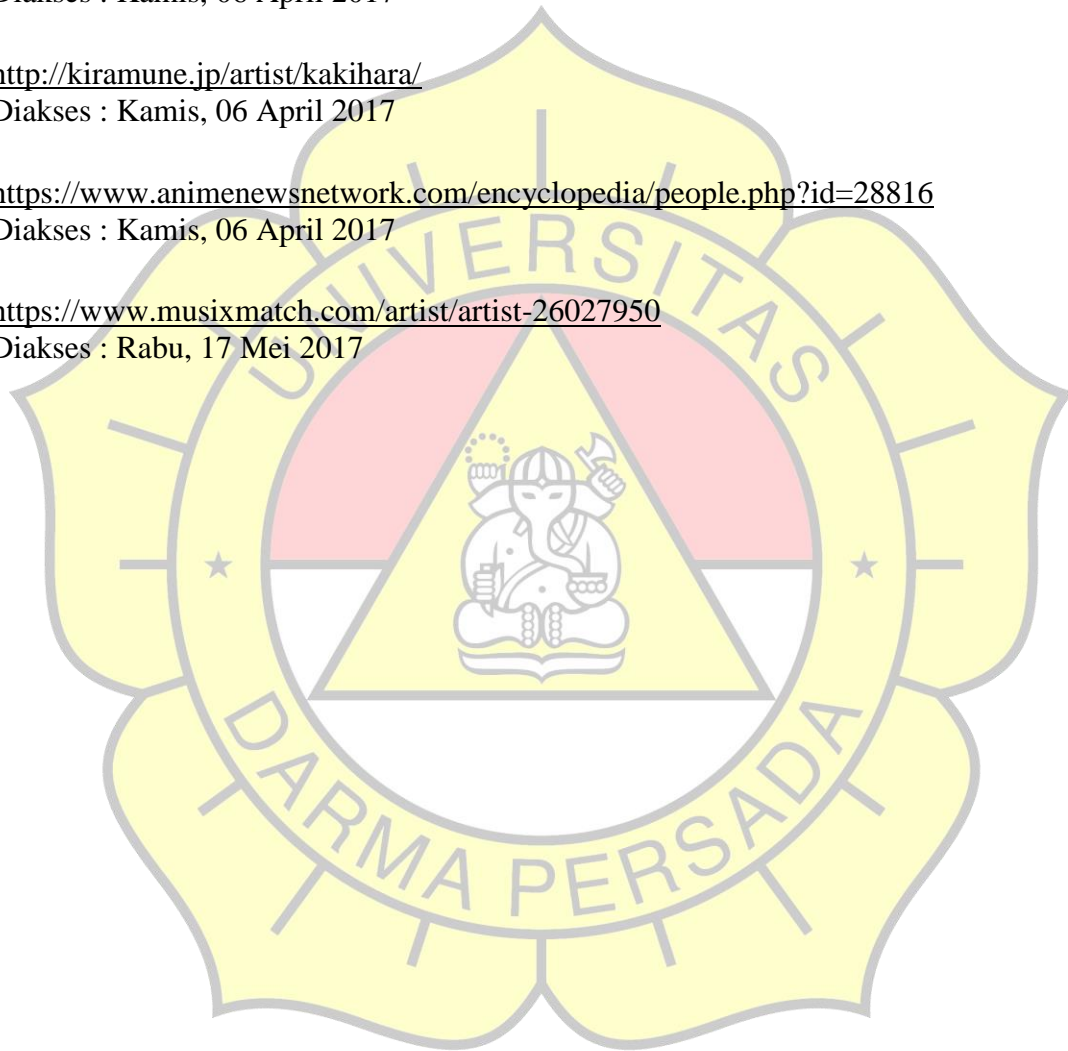 Diakses : Kamis, 06 April 2017
http://kiramune.jp/artist/kakihara/
Diakses : Kamis, 06 April 2017
https://www.animenewsnetwork.com/encyclopedia/people.php?id=28816
Diakses : Kamis, 06 April 2017
https://www.musixmatch.com/artist/artist-26027950
Diakses : Rabu, 17 Mei 2017
UNIVERSITAS
DARMA PERSADA